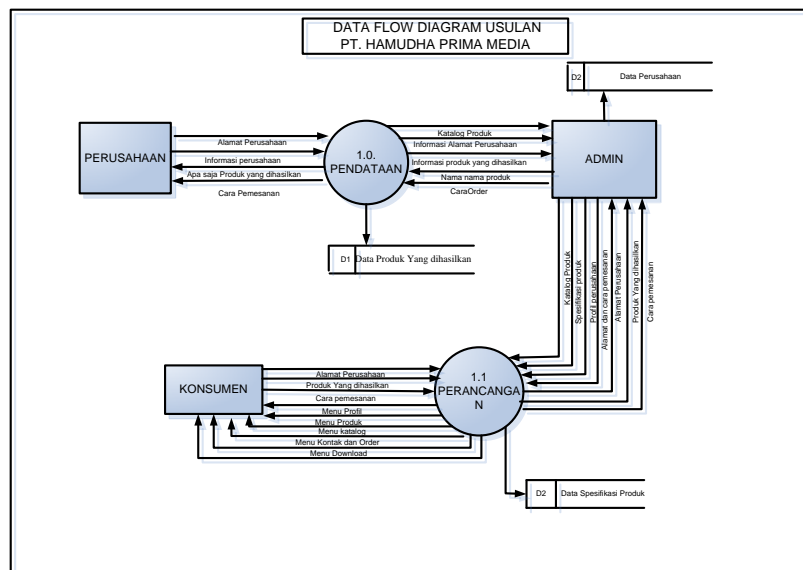 DATA FLOW DIAGRAM USULAN
PT. HAMUDHA PRIMA MEDIA
D2
Data Perusahaan
PERUSAHAAN
Alamat Perusahaan
Informasi perusahaan
Apa saja Produk yang dihasilkan
Cara Pemesanan
1.0.
PENDATAAN
Katalog Produk
Informasi Alamat Perusahaan
Informasi produk yang dihasilkan
Nama nama produk
CaraOrder
ADMIN
D1
Data Produk Yang dihasilkan
Katalog Produk
Spesifikasi produk
Profil perusahaan
Alamat dan cara pemesanan
Alamat Perusahaan
Produk Yang dihasilkan
Cara pemesanan
KONSUMEN
Alamat Perusahaan
Produk Yang dihasilkan
Cara pemesanan
Menu Profil
Menu Produk
Menu katalog
Menu Kontak dan Order
Menu Download
1.1
PERANCANGA
N
D2
Data Spesifikasi Produk